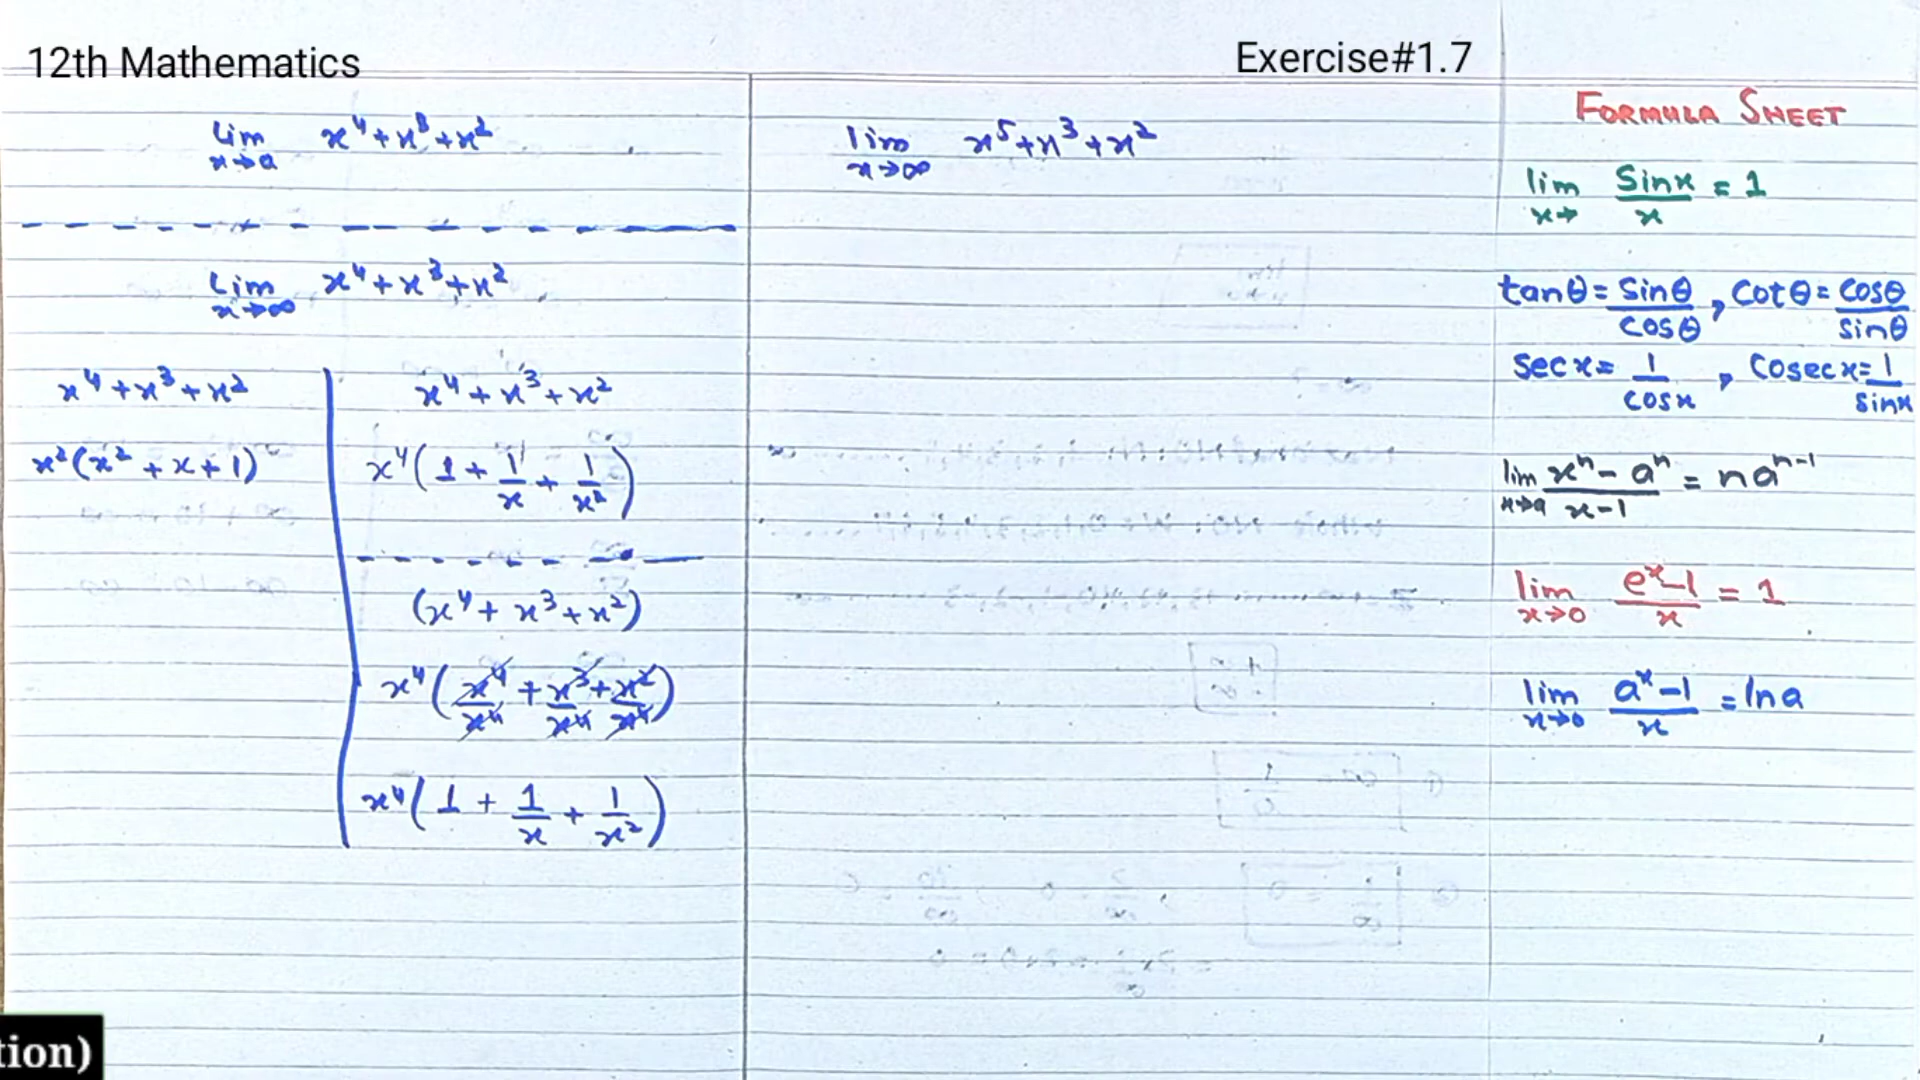 12th Mathematics
Exercise#1.7
lim x→a x⁴+x³+x²
lim x→∞ x⁴+x³+x²
x⁴+x³+x²
x²(x²+x+1)
x⁴+x³+x²
x⁴(1+1/x+1/x²)
(x⁴+x³+x²)
x⁴(x⁴/x⁴+x³/x⁴+x²/x⁴)
x⁴(1+1/x+1/x²)
lim x→∞ x⁵+x³+x²
FORMULA SHEET
lim x→ Sinx/x = 1
tanθ = Sinθ/cosθ , Cotθ = Cosθ/sinθ
Secx = 1/cosx , Cosecx = 1/sinx
lim x→a xⁿ-aⁿ/x-1 = naⁿ⁻¹
lim x→0 eˣ-1/x = 1
lim x→0 aˣ-1/x = lna
tion)